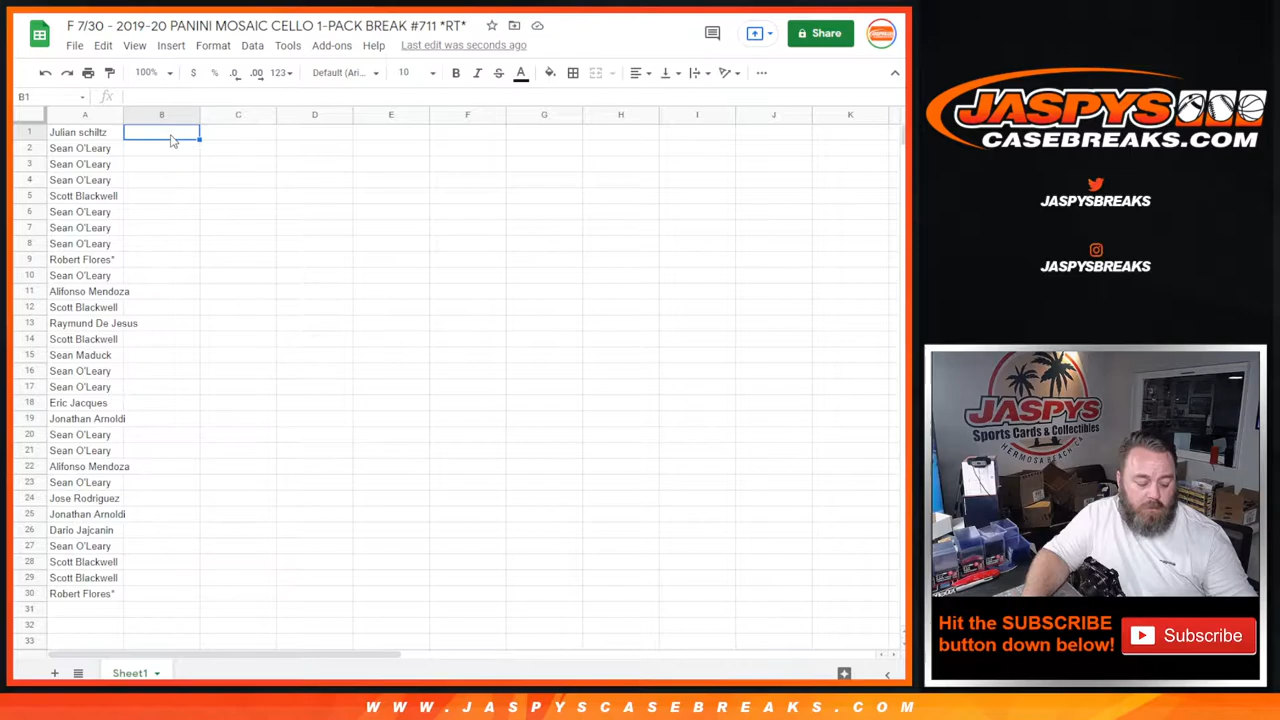 F 7/30 - 2019-20 PANINI MOSAIC CELLO 1-PACK BREAK #711 *RT*
File Edit View Insert Format Data Tools Add-ons Help Last edit was seconds ago
Share
100% $ % .0 .00 123 Default (Ari... 10 B I S A
B1 fx
A B C D E F G H I J K
1 Julian schiltz
2 Sean O'Leary
3 Sean O'Leary
4 Sean O'Leary
5 Scott Blackwell
6 Sean O'Leary
7 Sean O'Leary
8 Sean O'Leary
9 Robert Flores*
10 Sean O'Leary
11 Alifonso Mendoza
12 Scott Blackwell
13 Raymund De Jesus
14 Scott Blackwell
15 Sean Maduck
16 Sean O'Leary
17 Sean O'Leary
18 Eric Jacques
19 Jonathan Arnoldi
20 Sean O'Leary
21 Sean O'Leary
22 Alifonso Mendoza
23 Sean O'Leary
24 Jose Rodriguez
25 Jonathan Arnoldi
26 Dario Jajcanin
27 Sean O'Leary
28 Scott Blackwell
29 Scott Blackwell
30 Robert Flores*
31
32
33
Sheet1
JASPYS
CASEBREAKS.COM
JASPYSBREAKS
JASPYSBREAKS
JASPYS
Sports Cards & Collectibles
HERMOSA BEACH CA
Hit the SUBSCRIBE
button down below!
Subscribe
WWW.JASPYSCASEBREAKS.COM